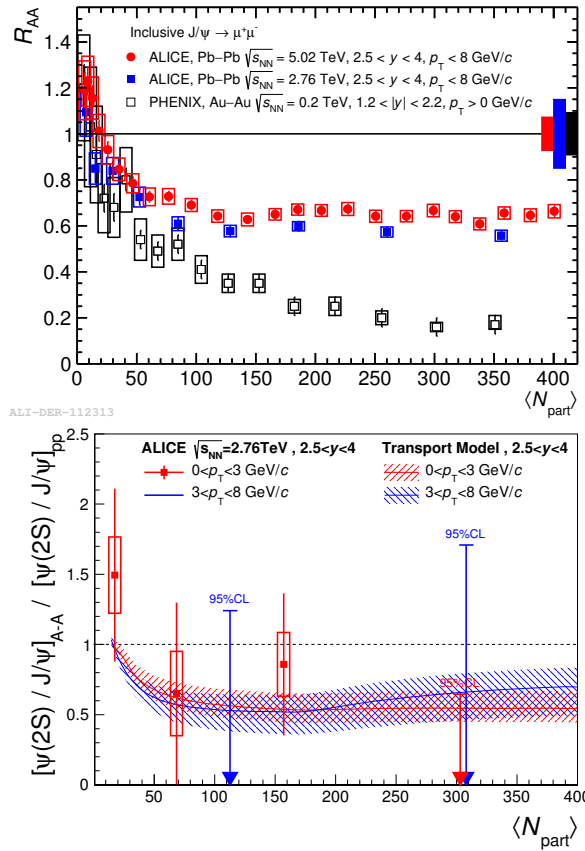 R_AA
Inclusive J/ψ → μ⁺μ⁻
ALICE, Pb–Pb √s_NN = 5.02 TeV, 2.5 < y < 4, p_T < 8 GeV/c
ALICE, Pb–Pb √s_NN = 2.76 TeV, 2.5 < y < 4, p_T < 8 GeV/c
PHENIX, Au–Au √s_NN = 0.2 TeV, 1.2 < |y| < 2.2, p_T > 0 GeV/c
1.4
1.2
1
0.8
0.6
0.4
0.2
0
0 50 100 150 200 250 300 350 400
⟨N_part⟩
ALI-DER-112313
[ψ(2S) / J/ψ]_A-A / [ψ(2S) / J/ψ]_pp
ALICE √s_NN=2.76TeV , 2.5<y<4
0<p_T<3 GeV/c
3<p_T<8 GeV/c
Transport Model , 2.5<y<4
0<p_T<3 GeV/c
3<p_T<8 GeV/c
95%CL
95%CL
95%CL
2.5
2
1.5
1
0.5
0
50 100 150 200 250 300 350 400
⟨N_part⟩